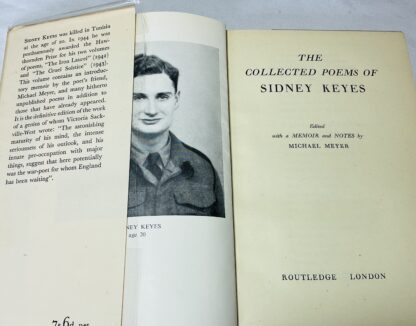 SIDNEY KEYES was killed in Tunisia
at the age of 20. In 1944 he was
posthumously awarded the Haw-
thornden Prize for his two volumes
of poems, "The Iron Laurel" (1942)
and "The Cruel Solstice" (1943).
This volume contains an introduc-
tory memoir by the poet's friend,
Michael Meyer, and many hitherto
unpublished poems in addition to
those that have already appeared.
It is the definitive edition of the work
of a genius of whom Victoria Sack-
ville-West wrote: "The astonishing
maturity of his mind, the intense
seriousness of his outlook, and his
innate pre-occupation with major
things, suggest that here potentially
was the war-poet for whom England
has been waiting".
7s 6d net
NEY KEYES
age 20
THE
COLLECTED POEMS OF
SIDNEY KEYES
Edited
with a MEMOIR and NOTES by
MICHAEL MEYER
ROUTLEDGE LONDON